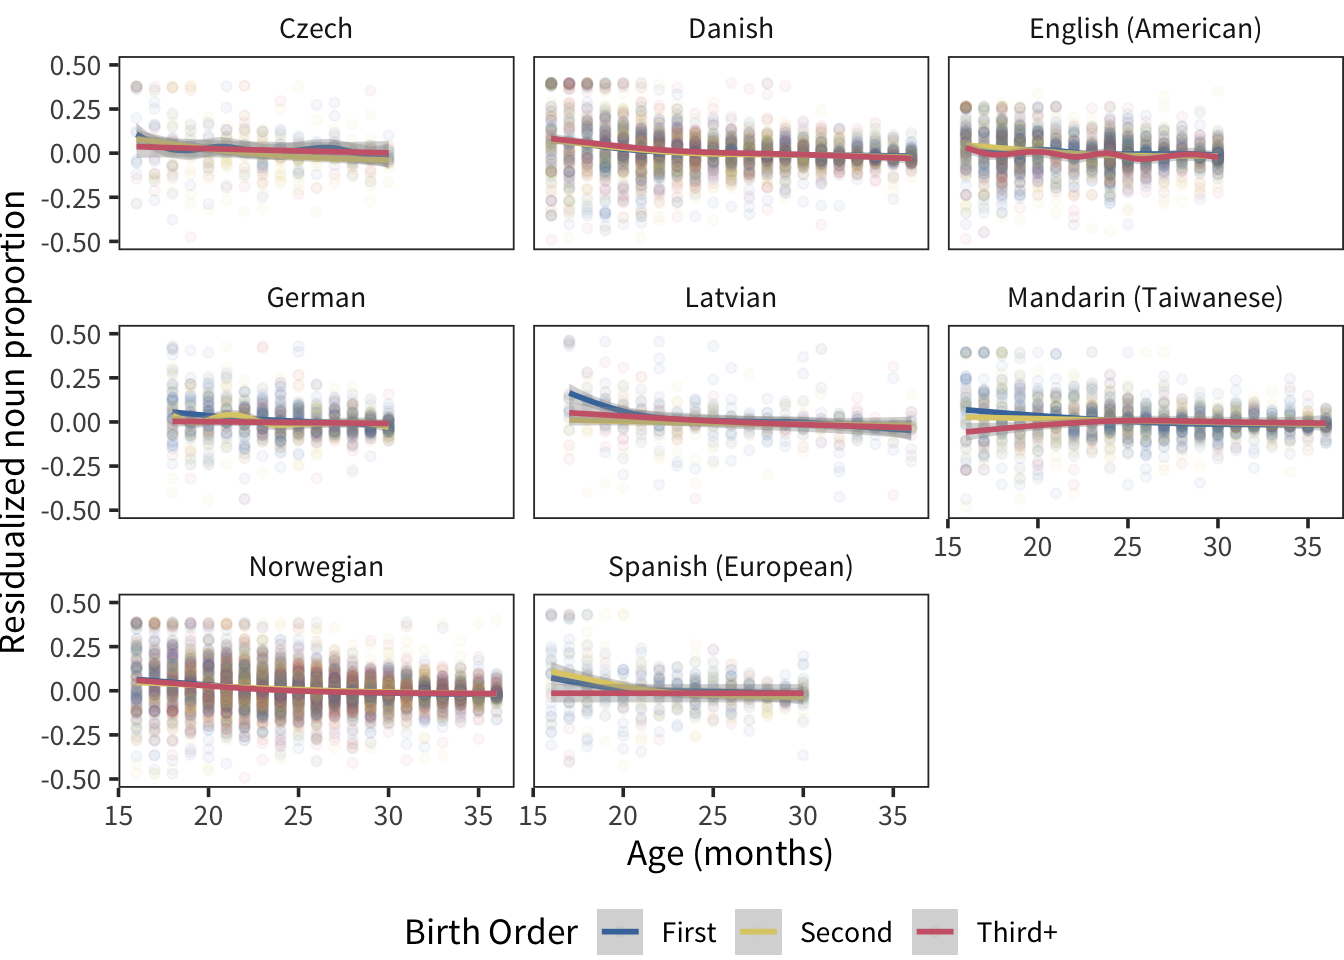 Czech
Danish
English (American)
0.50
0.25
0.00
-0.25
-0.50
German
Latvian
Mandarin (Taiwanese)
0.50
0.25
0.00
-0.25
-0.50
15 20 25 30 35
Norwegian
Spanish (European)
0.50
0.25
0.00
-0.25
-0.50
15 20 25 30 35
15 20 25 30 35
Residualized noun proportion
Age (months)
Birth Order First Second Third+